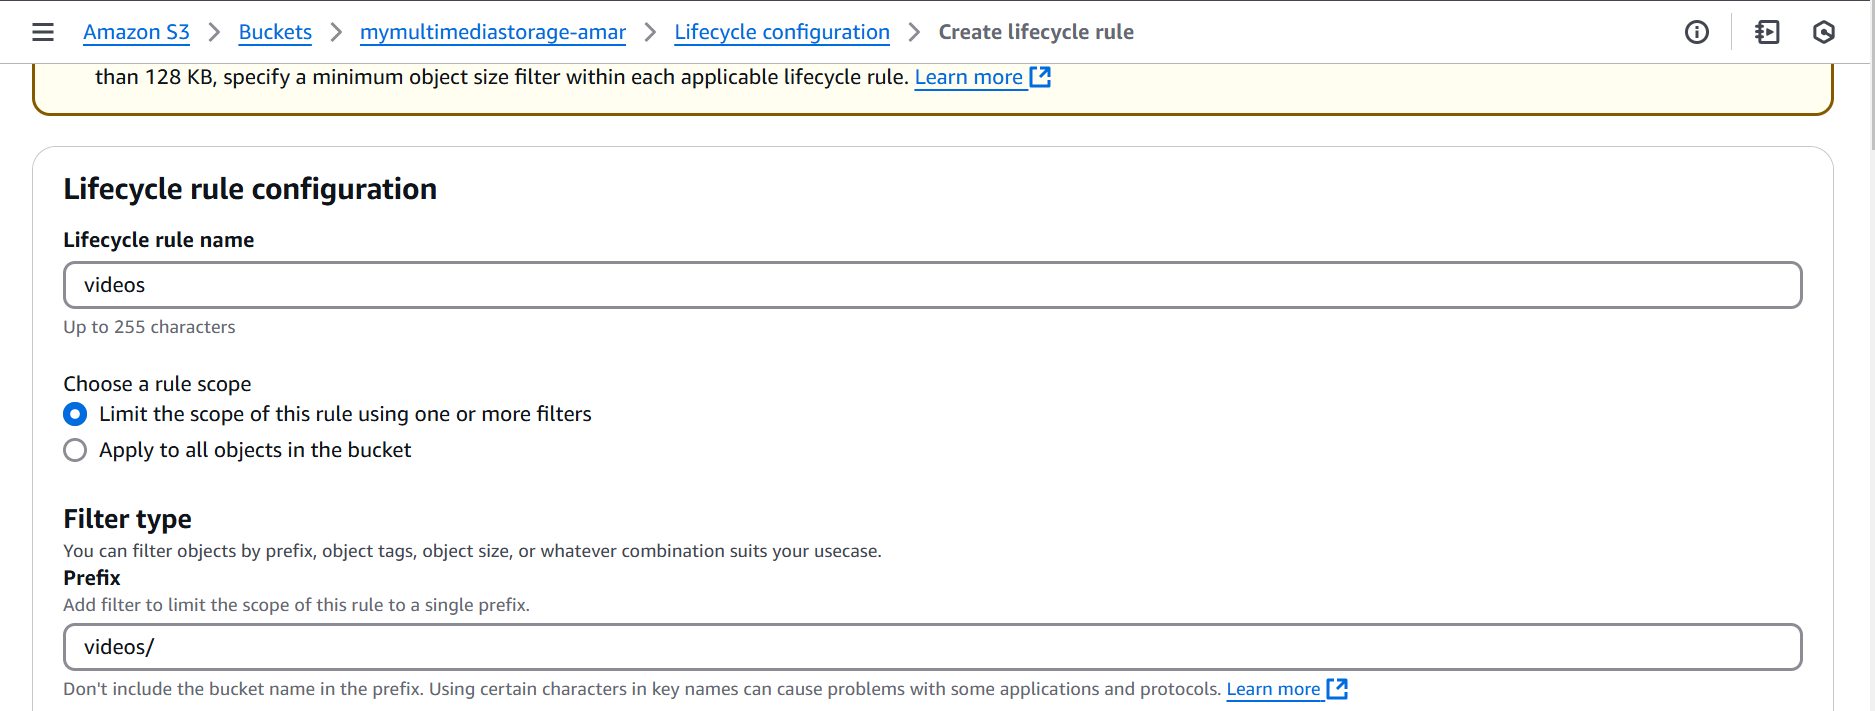 Amazon S3 > Buckets > mymultimediastorage-amar > Lifecycle configuration > Create lifecycle rule
than 128 KB, specify a minimum object size filter within each applicable lifecycle rule. Learn more
Lifecycle rule configuration
Lifecycle rule name
videos
Up to 255 characters
Choose a rule scope
Limit the scope of this rule using one or more filters
Apply to all objects in the bucket
Filter type
You can filter objects by prefix, object tags, object size, or whatever combination suits your usecase.
Prefix
Add filter to limit the scope of this rule to a single prefix.
videos/
Don't include the bucket name in the prefix. Using certain characters in key names can cause problems with some applications and protocols. Learn more